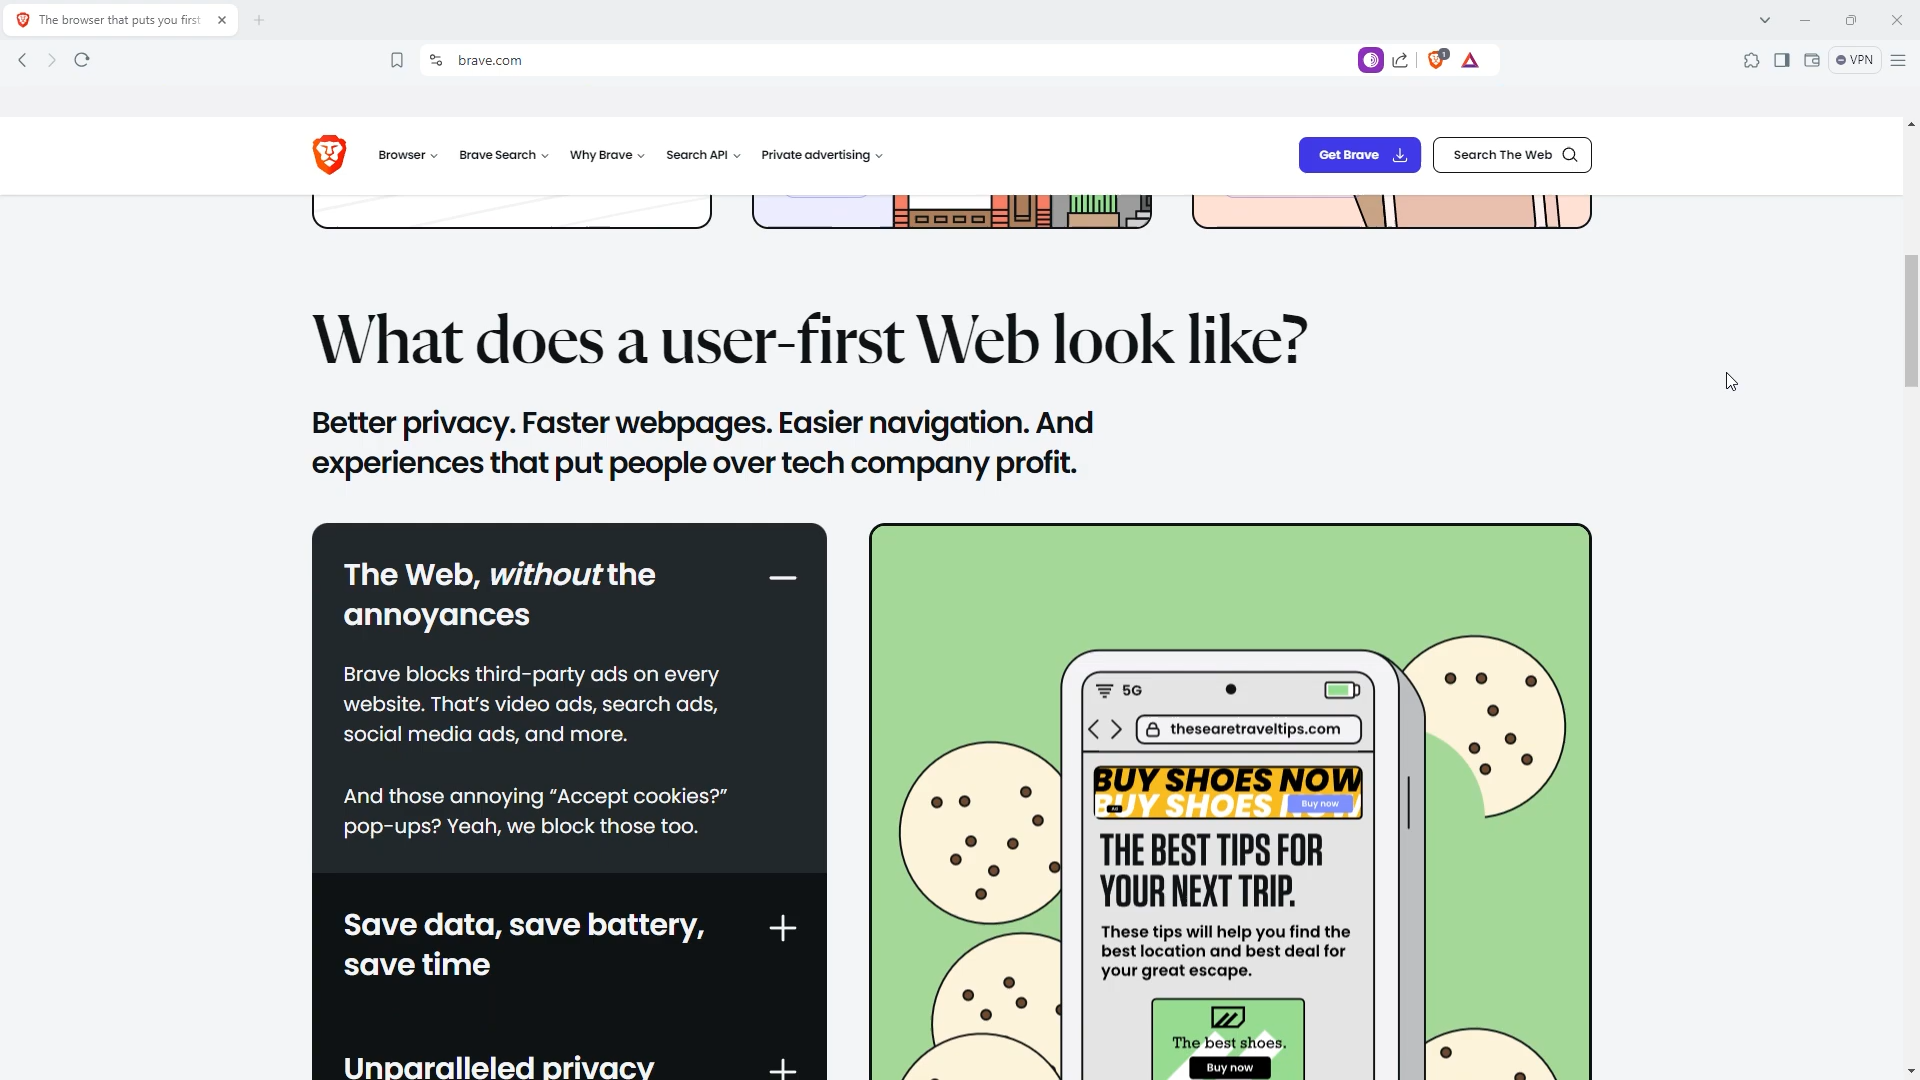 The browser that puts you first
brave.com
1
VPN
Browser
Brave Search
Why Brave
Search API
Private advertising
Get Brave
Search The Web
What does a user-first Web look like?
Better privacy. Faster webpages. Easier navigation. And
experiences that put people over tech company profit.
The Web, without the
annoyances
Brave blocks third-party ads on every
website. That’s video ads, search ads,
social media ads, and more.
And those annoying “Accept cookies?”
pop-ups? Yeah, we block those too.
Save data, save battery,
save time
Unparalleled privacy
5G
thesearetraveltips.com
BUY SHOES NOW
BUY SHOES
Ad
Buy now
THE BEST TIPS FOR
YOUR NEXT TRIP.
These tips will help you find the
best location and best deal for
your great escape.
The best shoes.
Buy now